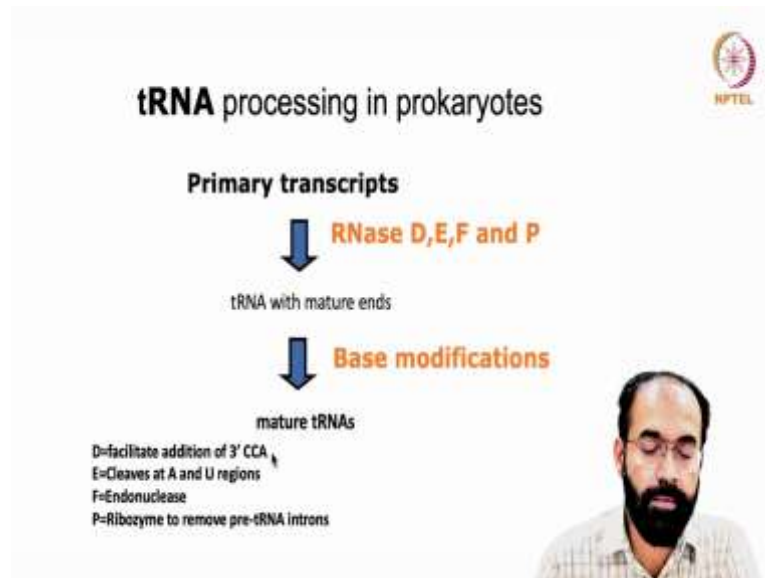 NPTEL
tRNA processing in prokaryotes
Primary transcripts
RNase D,E,F and P
tRNA with mature ends
Base modifications
mature tRNAs
D=facilitate addition of 3' CCA
E=Cleaves at A and U regions
F=Endonuclease
P=Ribozyme to remove pre-tRNA introns